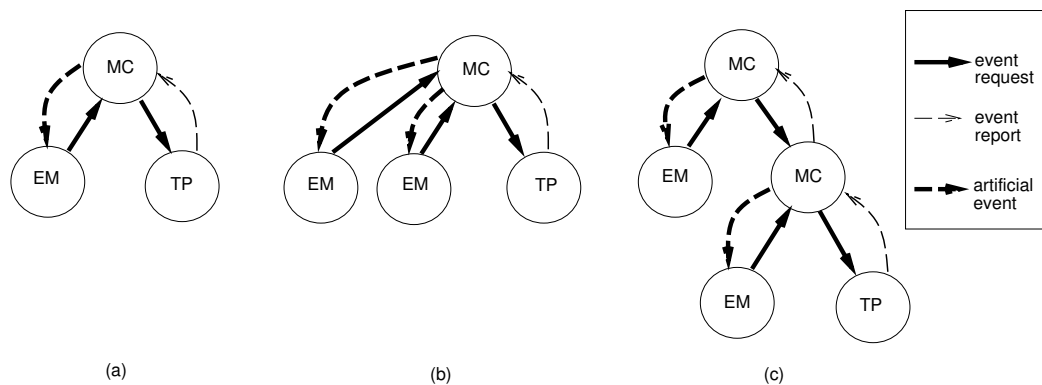 MC
EM
TP
(a)
MC
EM
EM
TP
(b)
MC
EM
MC
EM
TP
(c)
event
request
event
report
artificial
event